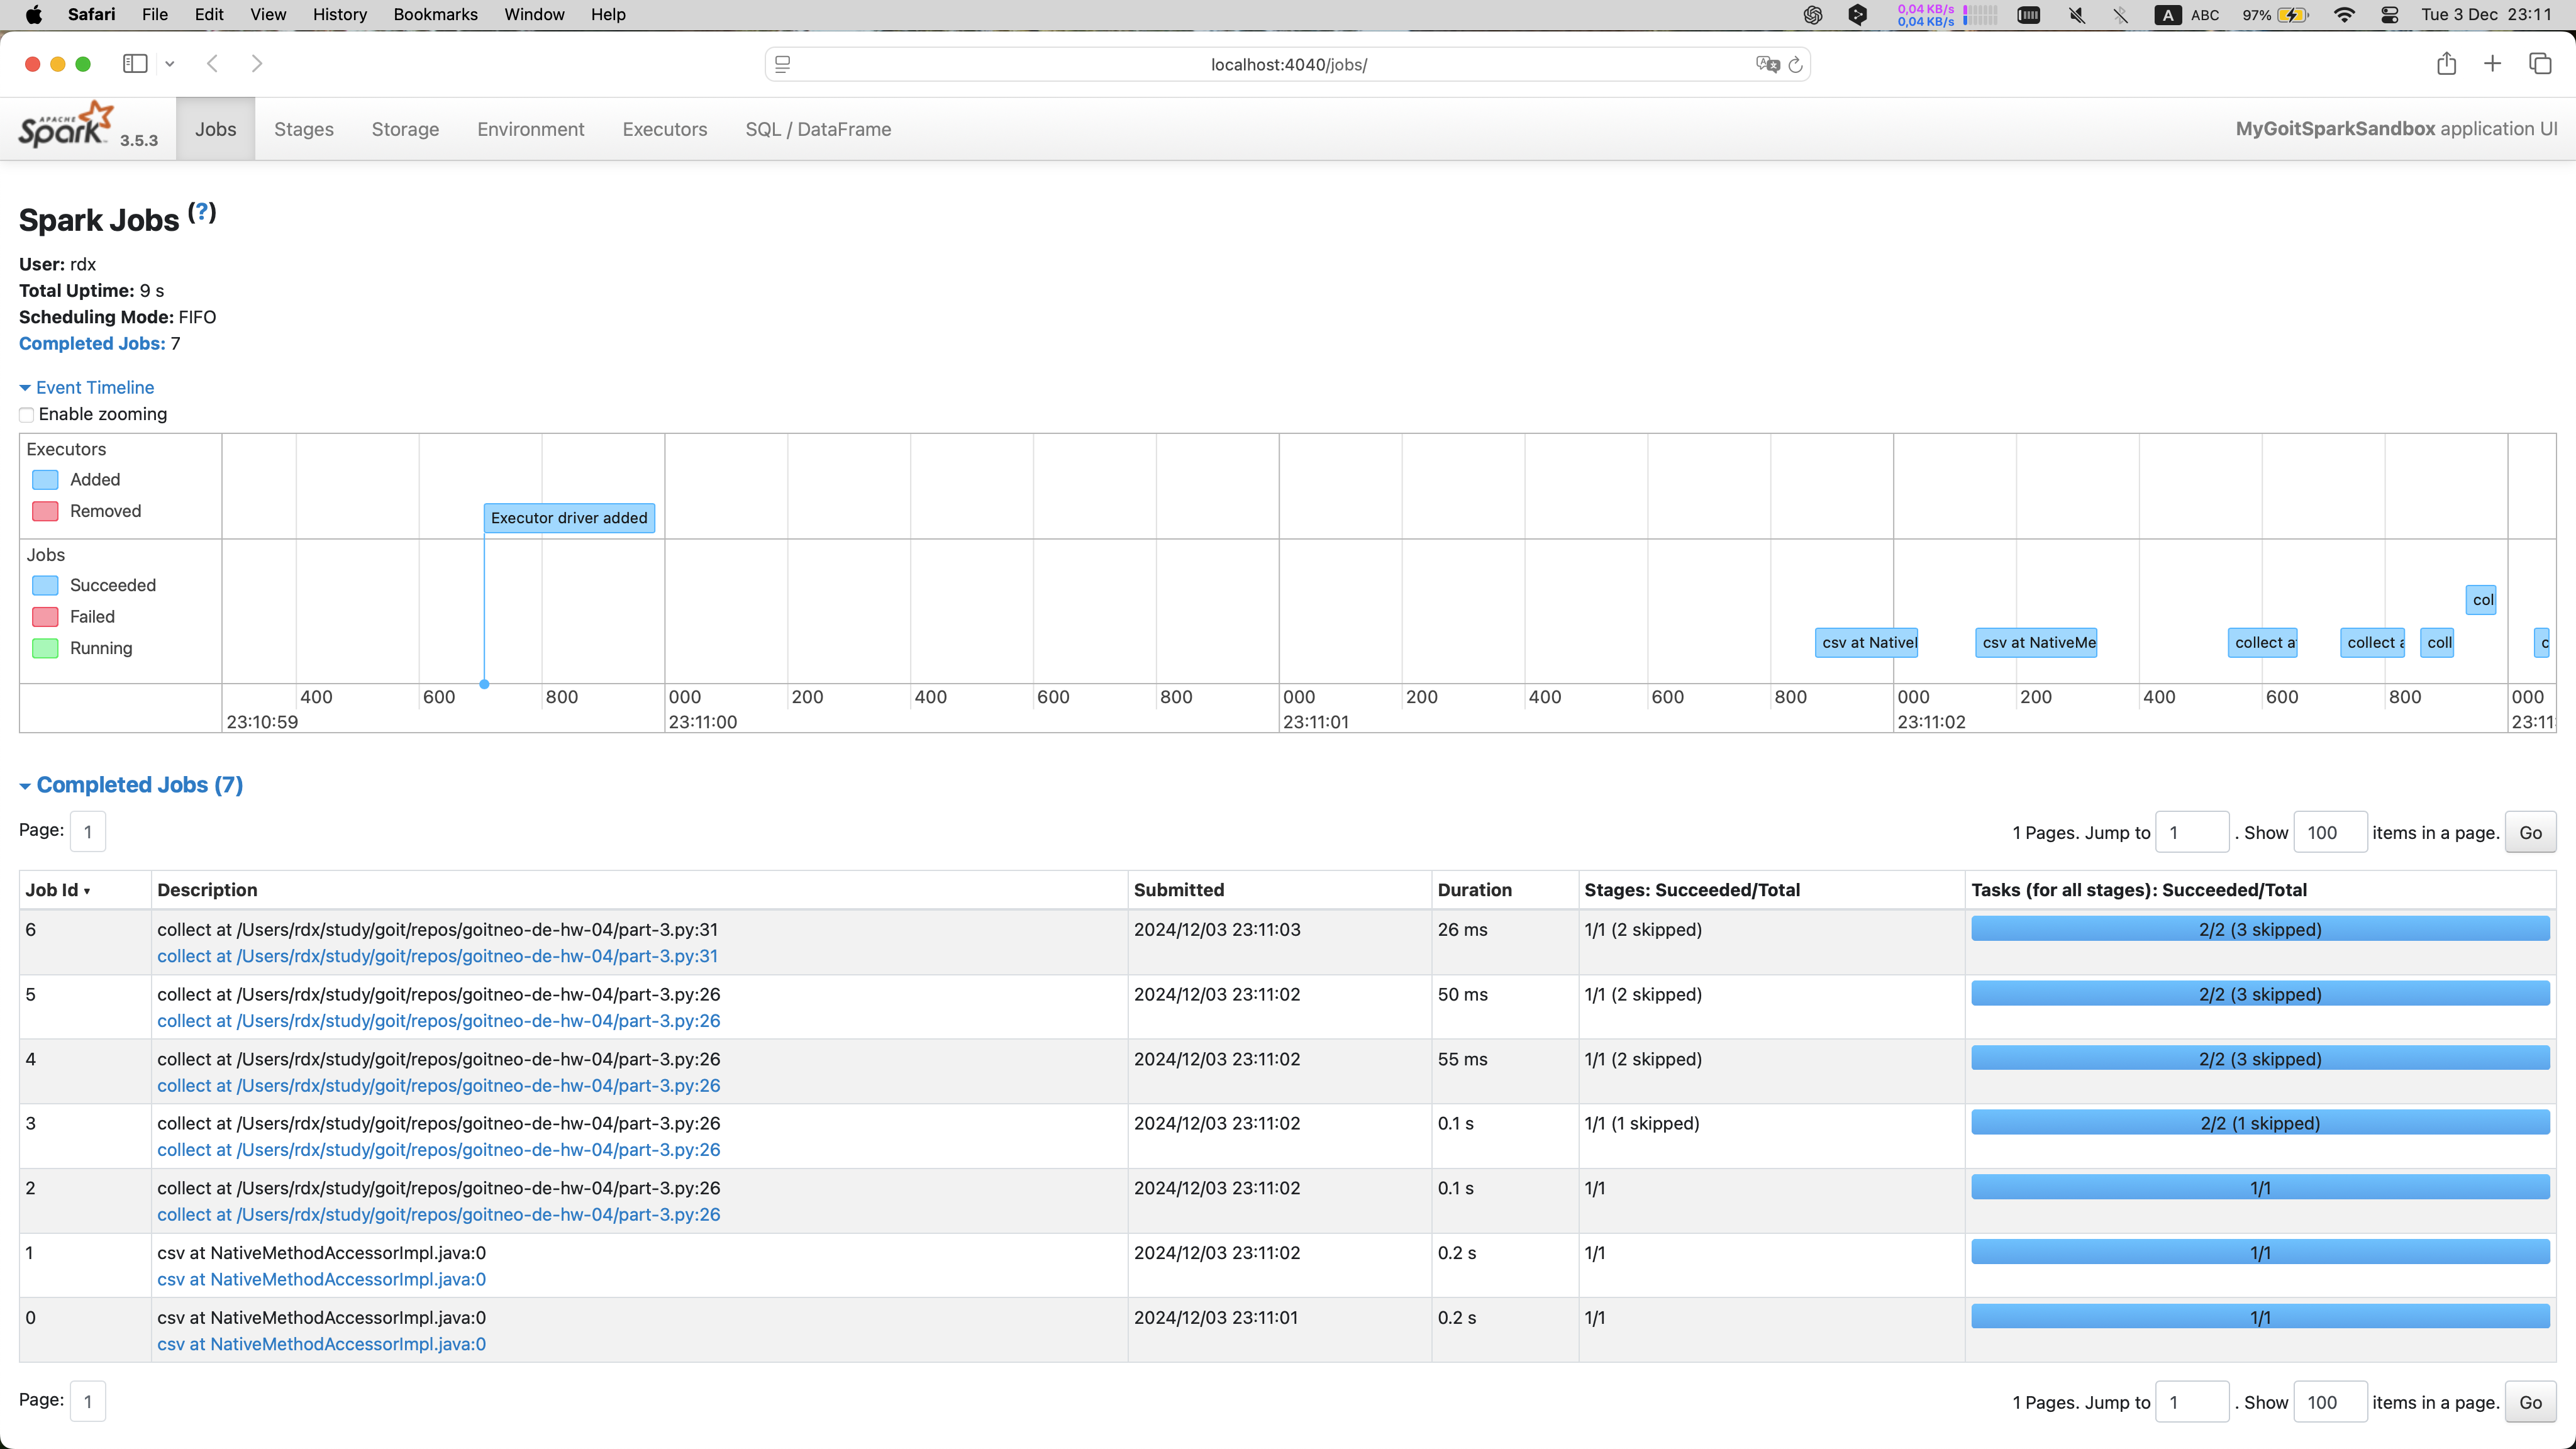 Safari File Edit View History Bookmarks Window Help 0,04 KB/s 0,04 KB/s A ABC 97% Tue 3 Dec 23:11
localhost:4040/jobs/
APACHE Spark 3.5.3 Jobs Stages Storage Environment Executors SQL / DataFrame MyGoitSparkSandbox application UI
Spark Jobs (?)
User: rdx
Total Uptime: 9 s
Scheduling Mode: FIFO
Completed Jobs: 7
Event Timeline
Enable zooming
Executors
Added
Removed
Executor driver added
Jobs
Succeeded
Failed
Running
col
csv at Native csv at NativeMe collect a collect coll c
400 600 800 000 200 400 600 800 000 200 400 600 800 000 200 400 600 800 000
23:10:59 23:11:00 23:11:01 23:11:02 23:11:
Completed Jobs (7)
Page: 1 1 Pages. Jump to 1 . Show 100 items in a page. Go
Job Id ▾ Description Submitted Duration Stages: Succeeded/Total Tasks (for all stages): Succeeded/Total
6 collect at /Users/rdx/study/goit/repos/goitneo-de-hw-04/part-3.py:31 2024/12/03 23:11:03 26 ms 1/1 (2 skipped) 2/2 (3 skipped)
collect at /Users/rdx/study/goit/repos/goitneo-de-hw-04/part-3.py:31
5 collect at /Users/rdx/study/goit/repos/goitneo-de-hw-04/part-3.py:26 2024/12/03 23:11:02 50 ms 1/1 (2 skipped) 2/2 (3 skipped)
collect at /Users/rdx/study/goit/repos/goitneo-de-hw-04/part-3.py:26
4 collect at /Users/rdx/study/goit/repos/goitneo-de-hw-04/part-3.py:26 2024/12/03 23:11:02 55 ms 1/1 (2 skipped) 2/2 (3 skipped)
collect at /Users/rdx/study/goit/repos/goitneo-de-hw-04/part-3.py:26
3 collect at /Users/rdx/study/goit/repos/goitneo-de-hw-04/part-3.py:26 2024/12/03 23:11:02 0.1 s 1/1 (1 skipped) 2/2 (1 skipped)
collect at /Users/rdx/study/goit/repos/goitneo-de-hw-04/part-3.py:26
2 collect at /Users/rdx/study/goit/repos/goitneo-de-hw-04/part-3.py:26 2024/12/03 23:11:02 0.1 s 1/1 1/1
collect at /Users/rdx/study/goit/repos/goitneo-de-hw-04/part-3.py:26
1 csv at NativeMethodAccessorImpl.java:0 2024/12/03 23:11:02 0.2 s 1/1 1/1
csv at NativeMethodAccessorImpl.java:0
0 csv at NativeMethodAccessorImpl.java:0 2024/12/03 23:11:01 0.2 s 1/1 1/1
csv at NativeMethodAccessorImpl.java:0
Page: 1 1 Pages. Jump to 1 . Show 100 items in a page. Go